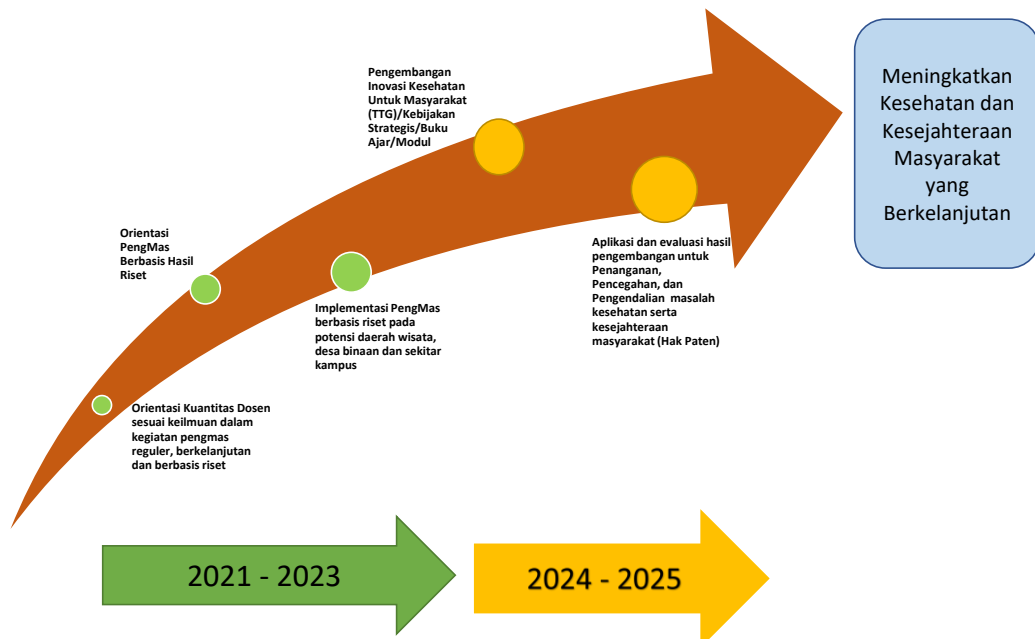 Pengembangan
Inovasi Kesehatan
Untuk Masyarakat
(TTG)/Kebijakan
Strategis/Buku
Ajar/Modul
Meningkatkan
Kesehatan dan
Kesejahteraan
Masyarakat
yang
Berkelanjutan
Orientasi
PengMas
Berbasis Hasil
Riset
Aplikasi dan evaluasi hasil
pengembangan untuk
Penanganan,
Pencegahan, dan
Pengendalian masalah
kesehatan serta
kesejahteraan
masyarakat (Hak Paten)
Implementasi PengMas
berbasis riset pada
potensi daerah wisata,
desa binaan dan sekitar
kampus
Orientasi Kuantitas Dosen
sesuai keilmuan dalam
kegiatan pengmas
reguler, berkelanjutan
dan berbasis riset
2021 - 2023
2024 - 2025